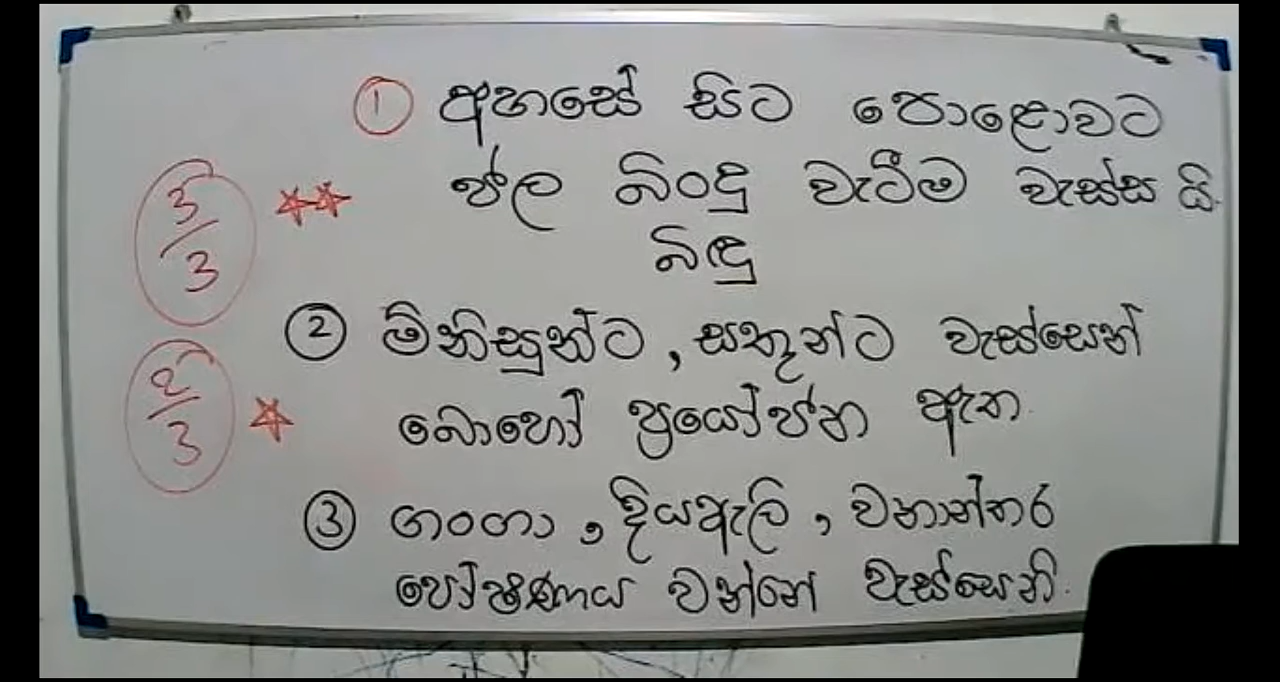 ① අහසේ සිට පොළොවට
3/3 ජල බිංදු වැටීම වැස්ස යි.
බිඳු
② මිනිසුන්ට, සතුන්ට වැස්සෙන්
2/3 බොහෝ ප්‍රයෝජන ඇත.
③ ගංගා, දියඇලි, වනාන්තර
පෝෂණය වන්නේ වැස්සෙනි.